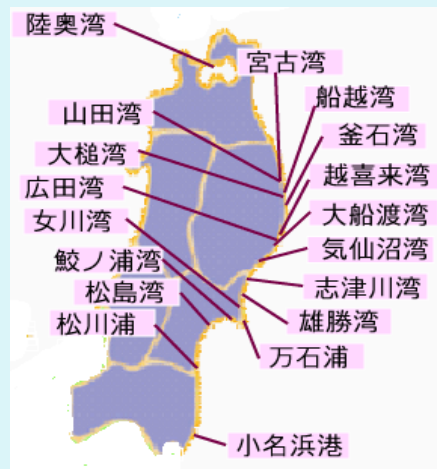 陸奥湾
宮古湾
船越湾
山田湾
釜石湾
大槌湾
越喜来湾
広田湾
大船渡湾
女川湾
気仙沼湾
鮫ノ浦湾
志津川湾
松島湾
雄勝湾
松川浦
万石浦
小名浜港